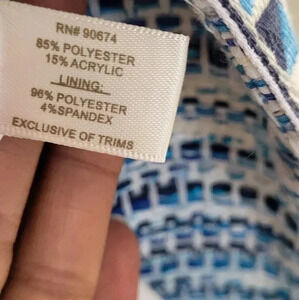 RN# 90674
85% POLYESTER
15% ACRYLIC
LINING:
96% POLYESTER
4%SPANDEX
EXCLUSIVE OF TRIMS